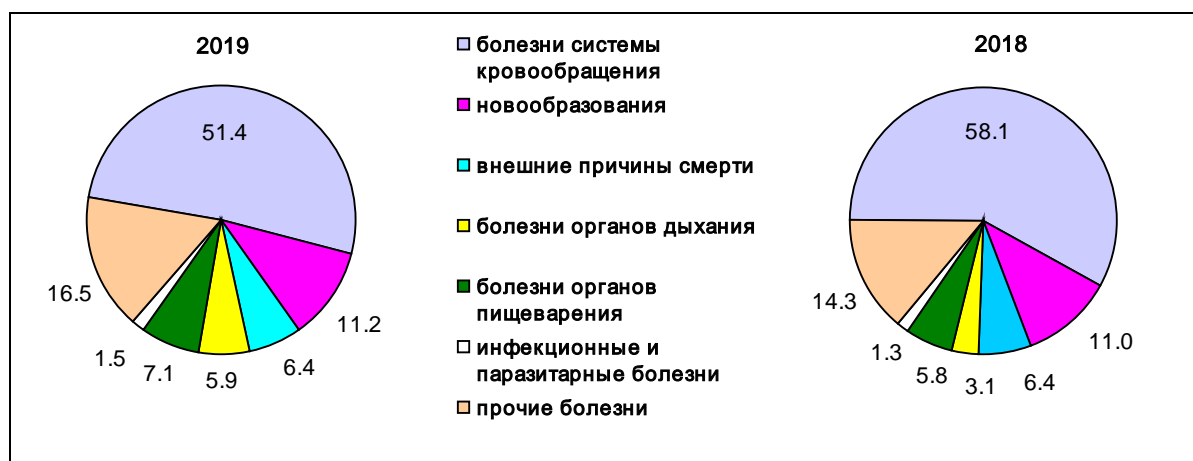 2019
51.4
11.2
6.4
5.9
7.1
1.5
16.5
болезни системы
кровообращения
новообразования
внешние причины смерти
болезни органов дыхания
болезни органов
пищеварения
инфекционные и
паразитарные болезни
прочие болезни
2018
58.1
11.0
6.4
3.1
5.8
1.3
14.3